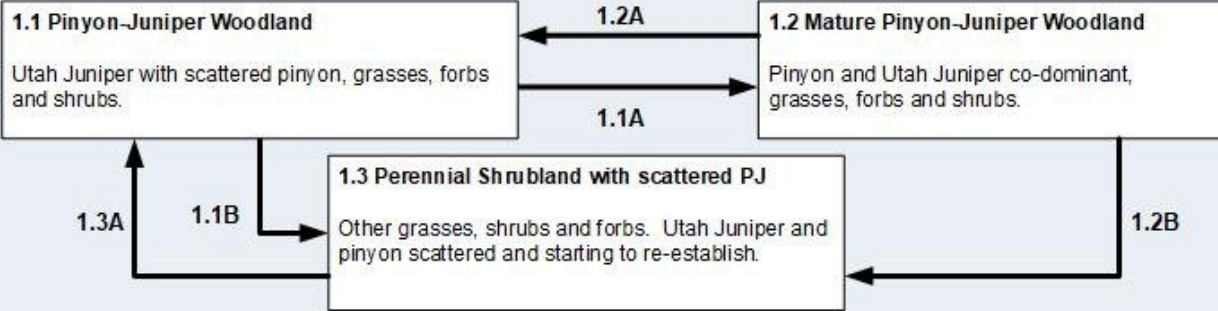 1.1 Pinyon-Juniper Woodland
Utah Juniper with scattered pinyon, grasses, forbs
and shrubs.
1.2A
1.1A
1.2 Mature Pinyon-Juniper Woodland
Pinyon and Utah Juniper co-dominant,
grasses, forbs and shrubs.
1.3A
1.1B
1.3 Perennial Shrubland with scattered PJ
Other grasses, shrubs and forbs. Utah Juniper and
pinyon scattered and starting to re-establish.
1.2B